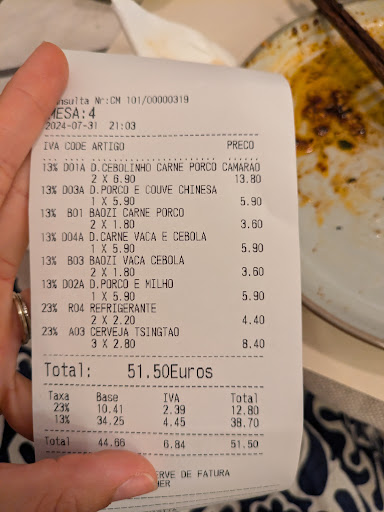 onsulta Nr:CM 101/00000319
MESA:4
2024-07-31 21:03
IVA CODE ARTIGO PRECO
13% D01A D.CEBOLINHO CARNE PORCO CAMARAO
2 X 6.90 13.80
13% D03A D.PORCO E COUVE CHINESA
1 X 5.90 5.90
13% B01 BAOZI CARNE PORCO
2 X 1.80 3.60
13% D04A D.CARNE VACA E CEBOLA
1 X 5.90 5.90
13% B03 BAOZI VACA CEBOLA
2 X 1.80 3.60
13% D02A D.PORCO E MILHO
1 X 5.90 5.90
23% R04 REFRIGERANTE
2 X 2.20 4.40
23% A03 CERVEJA TSINGTAO
3 X 2.80 8.40
Total: 51.50Euros
Taxa Base IVA Total
23% 10.41 2.39 12.80
13% 34.25 4.45 38.70
Total 44.66 6.84 51.50
ERVE DE FATURA